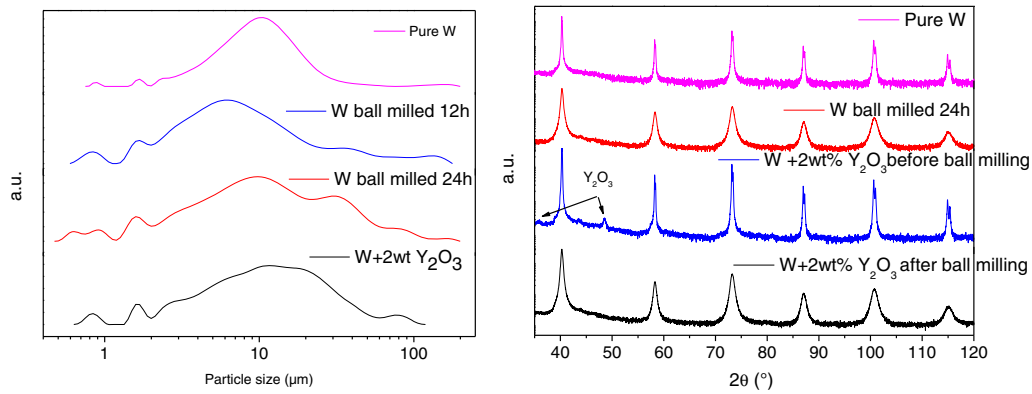 Pure W
W ball milled 12h
W ball milled 24h
W+2wt Y₂O₃
a.u.
1
10
100
Particle size (μm)
Pure W
W ball milled 24h
W +2wt% Y₂O₃ before ball milling
Y₂O₃
W+2wt% Y₂O₃ after ball milling
a.u.
40
50
60
70
80
90
100
110
120
2θ (°)